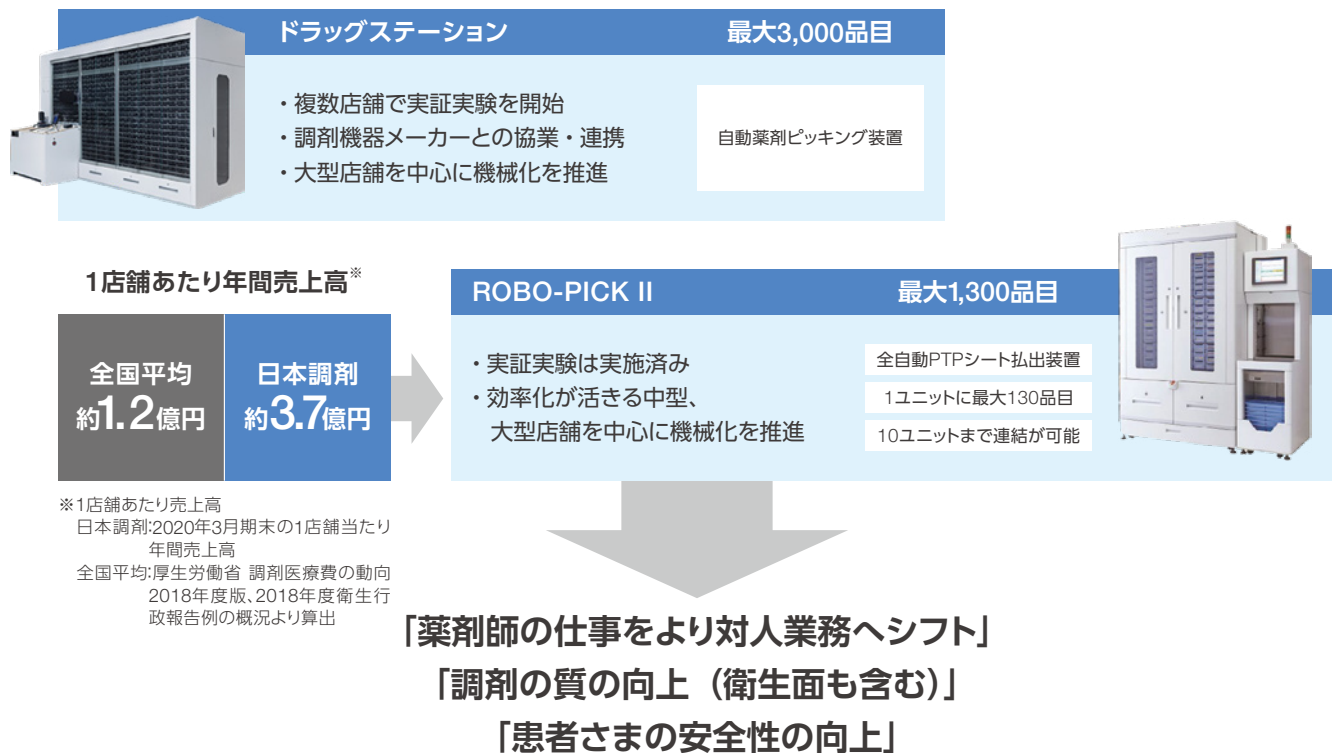 ドラッグステーション
最大3,000品目
・複数店舗で実証実験を開始
・調剤機器メーカーとの協業・連携
・大型店舗を中心に機械化を推進
自動薬剤ピッキング装置
1店舗あたり年間売上高※
全国平均
約1.2億円
日本調剤
約3.7億円
※1店舗あたり売上高
日本調剤:2020年3月期末の1店舗当たり
年間売上高
全国平均:厚生労働省 調剤医療費の動向
2018年度版、2018年度衛生行
政報告例の概況より算出
ROBO-PICK II
最大1,300品目
・実証実験は実施済み
・効率化が活きる中型、
大型店舗を中心に機械化を推進
全自動PTPシート払出装置
1ユニットに最大130品目
10ユニットまで連結が可能
「薬剤師の仕事をより対人業務へシフト」
「調剤の質の向上（衛生面も含む）」
「患者さまの安全性の向上」